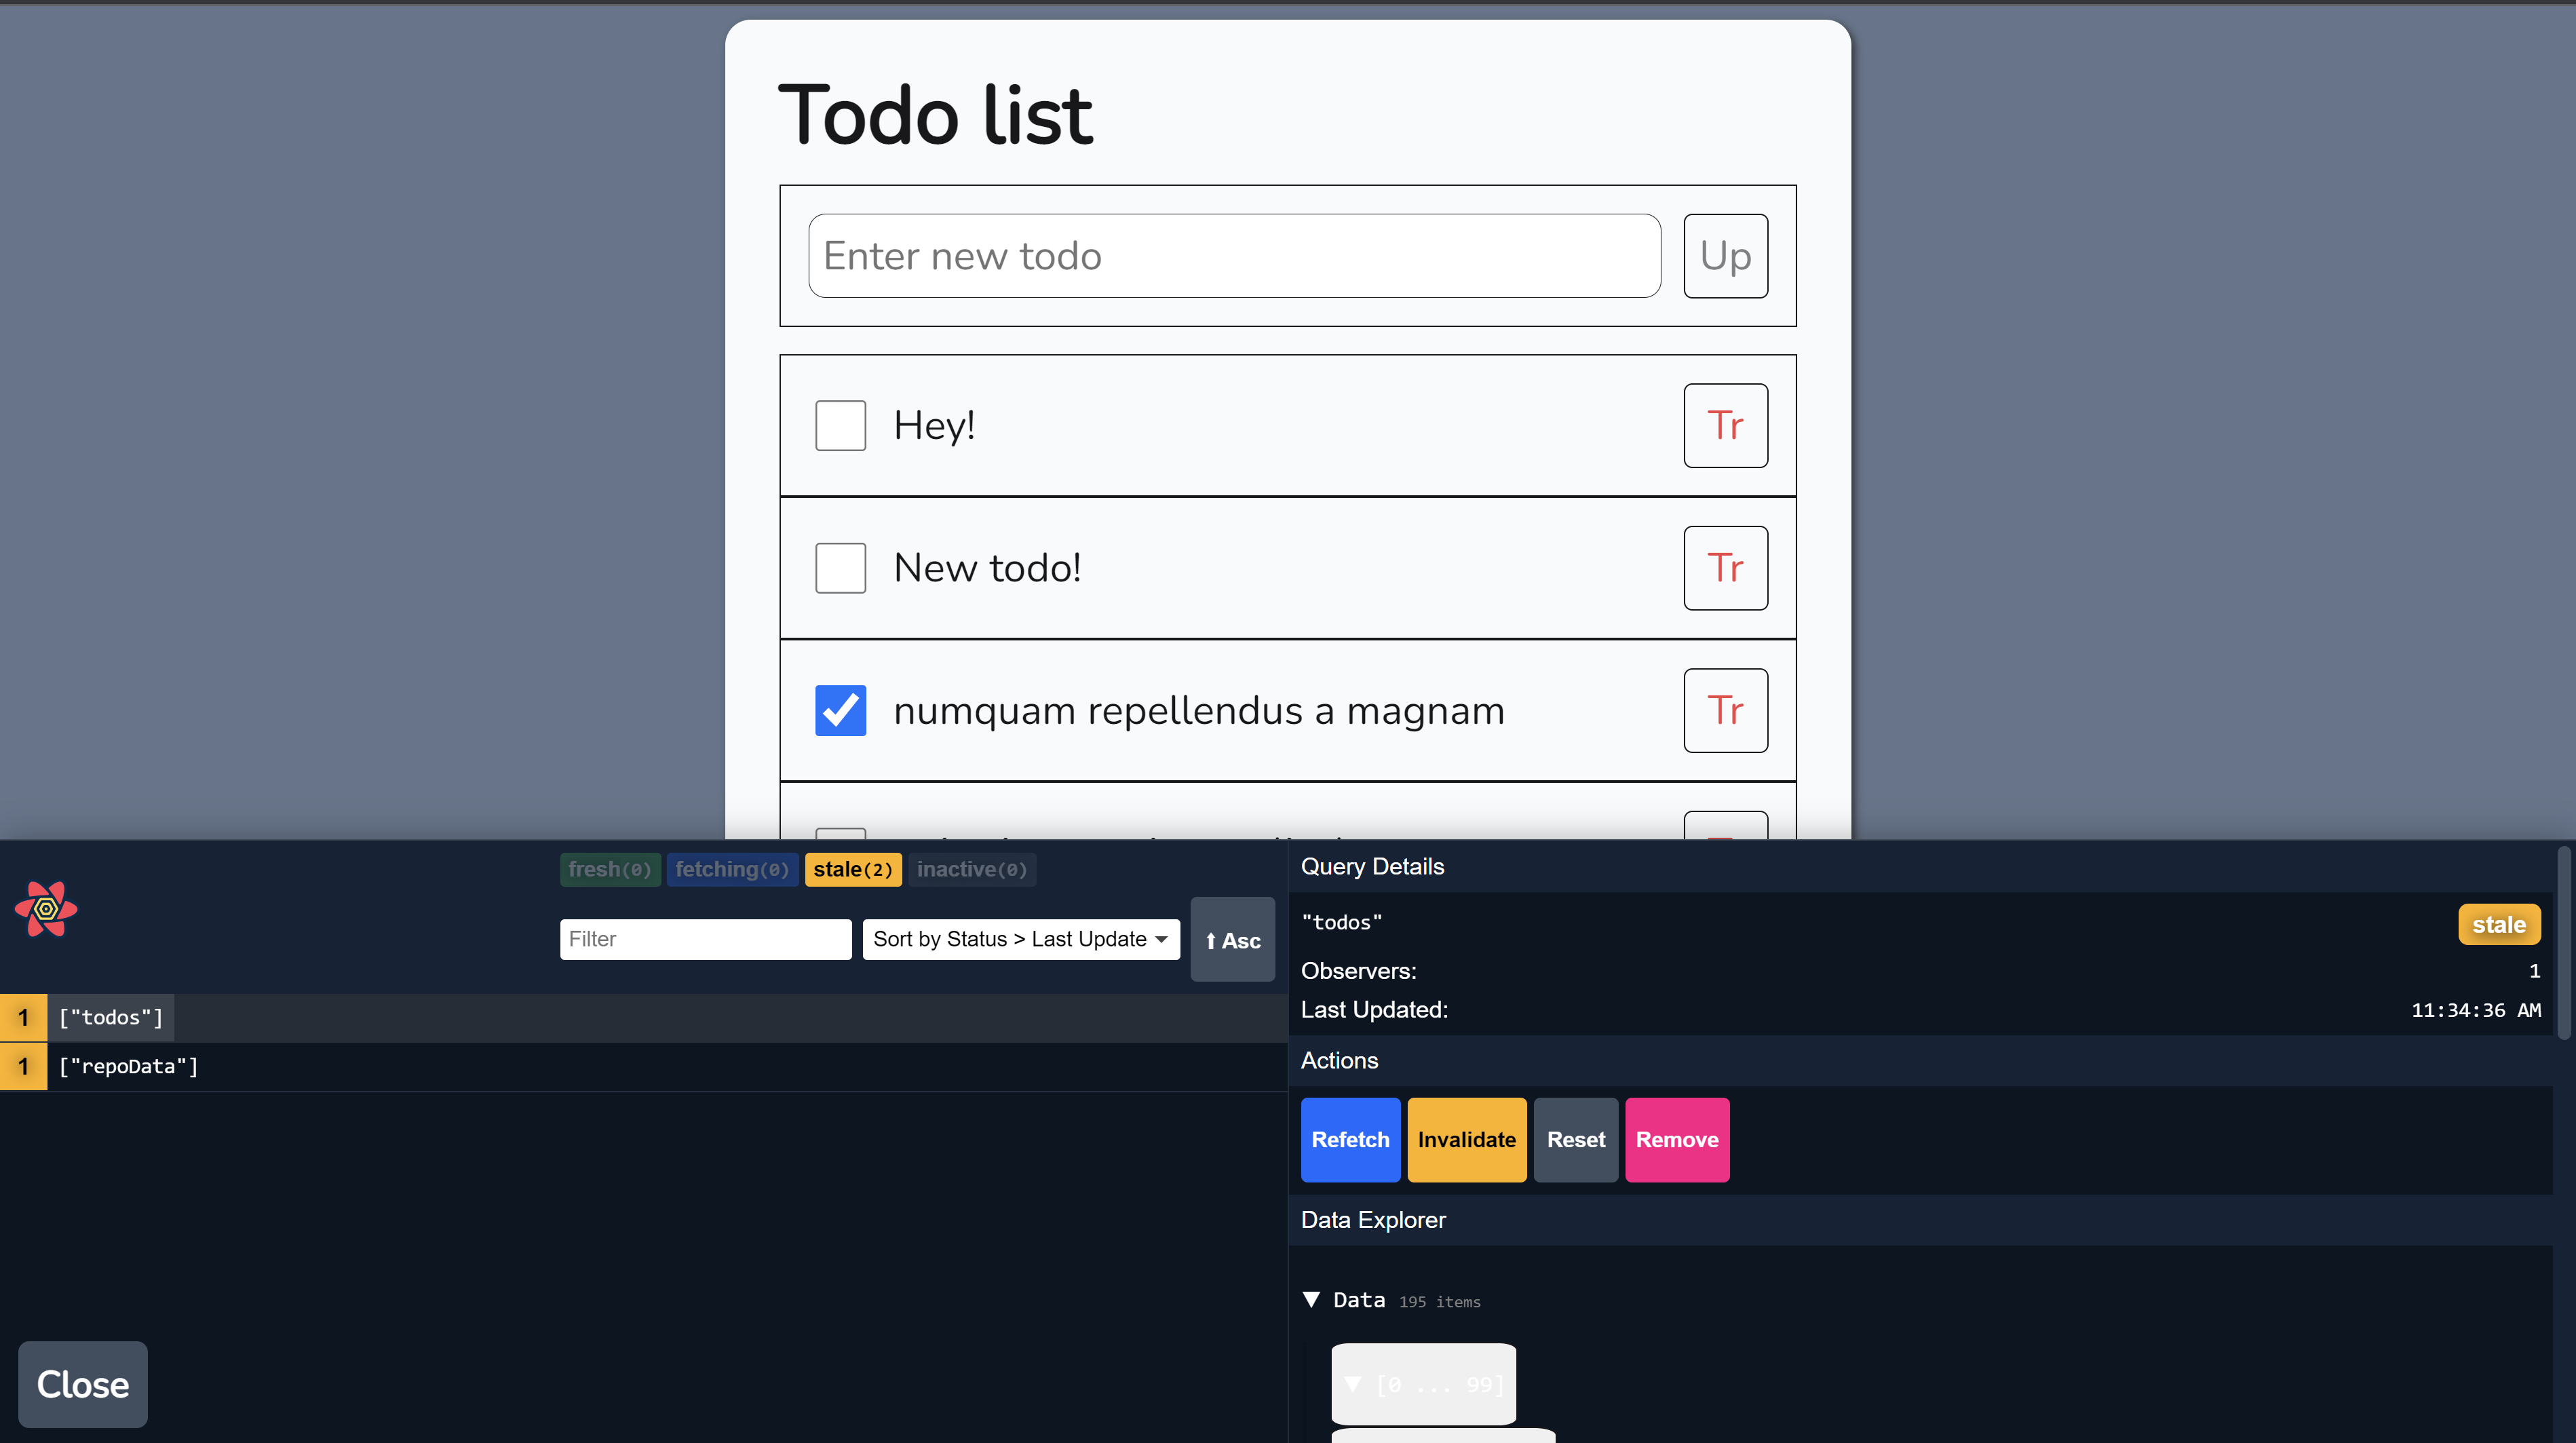 Todo list
Enter new todo Up
Hey! Tr
New todo! Tr
numquam repellendus a magnam Tr
fresh(0) fetching(0) stale(2) inactive(0)
Filter Sort by Status > Last Update ⬆ Asc
1 ["todos"]
1 ["repoData"]
Close
Query Details
"todos" stale
Observers: 1
Last Updated: 11:34:36 AM
Actions
Refetch Invalidate Reset Remove
Data Explorer
▼ Data 195 items
▼ [0 ... 99]